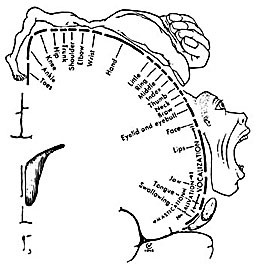 Toes
Ankle
Knee
Hip
Trunk
Shoulder
Elbow
Wrist
Hand
Little
Ring
Middle
Index
Thumb
Neck
Brow
Eyelid and eyeball
Face
Lips
VOCALIZATION
Jaw
Tongue
Swallowing
MASTICATION
SALIVATION